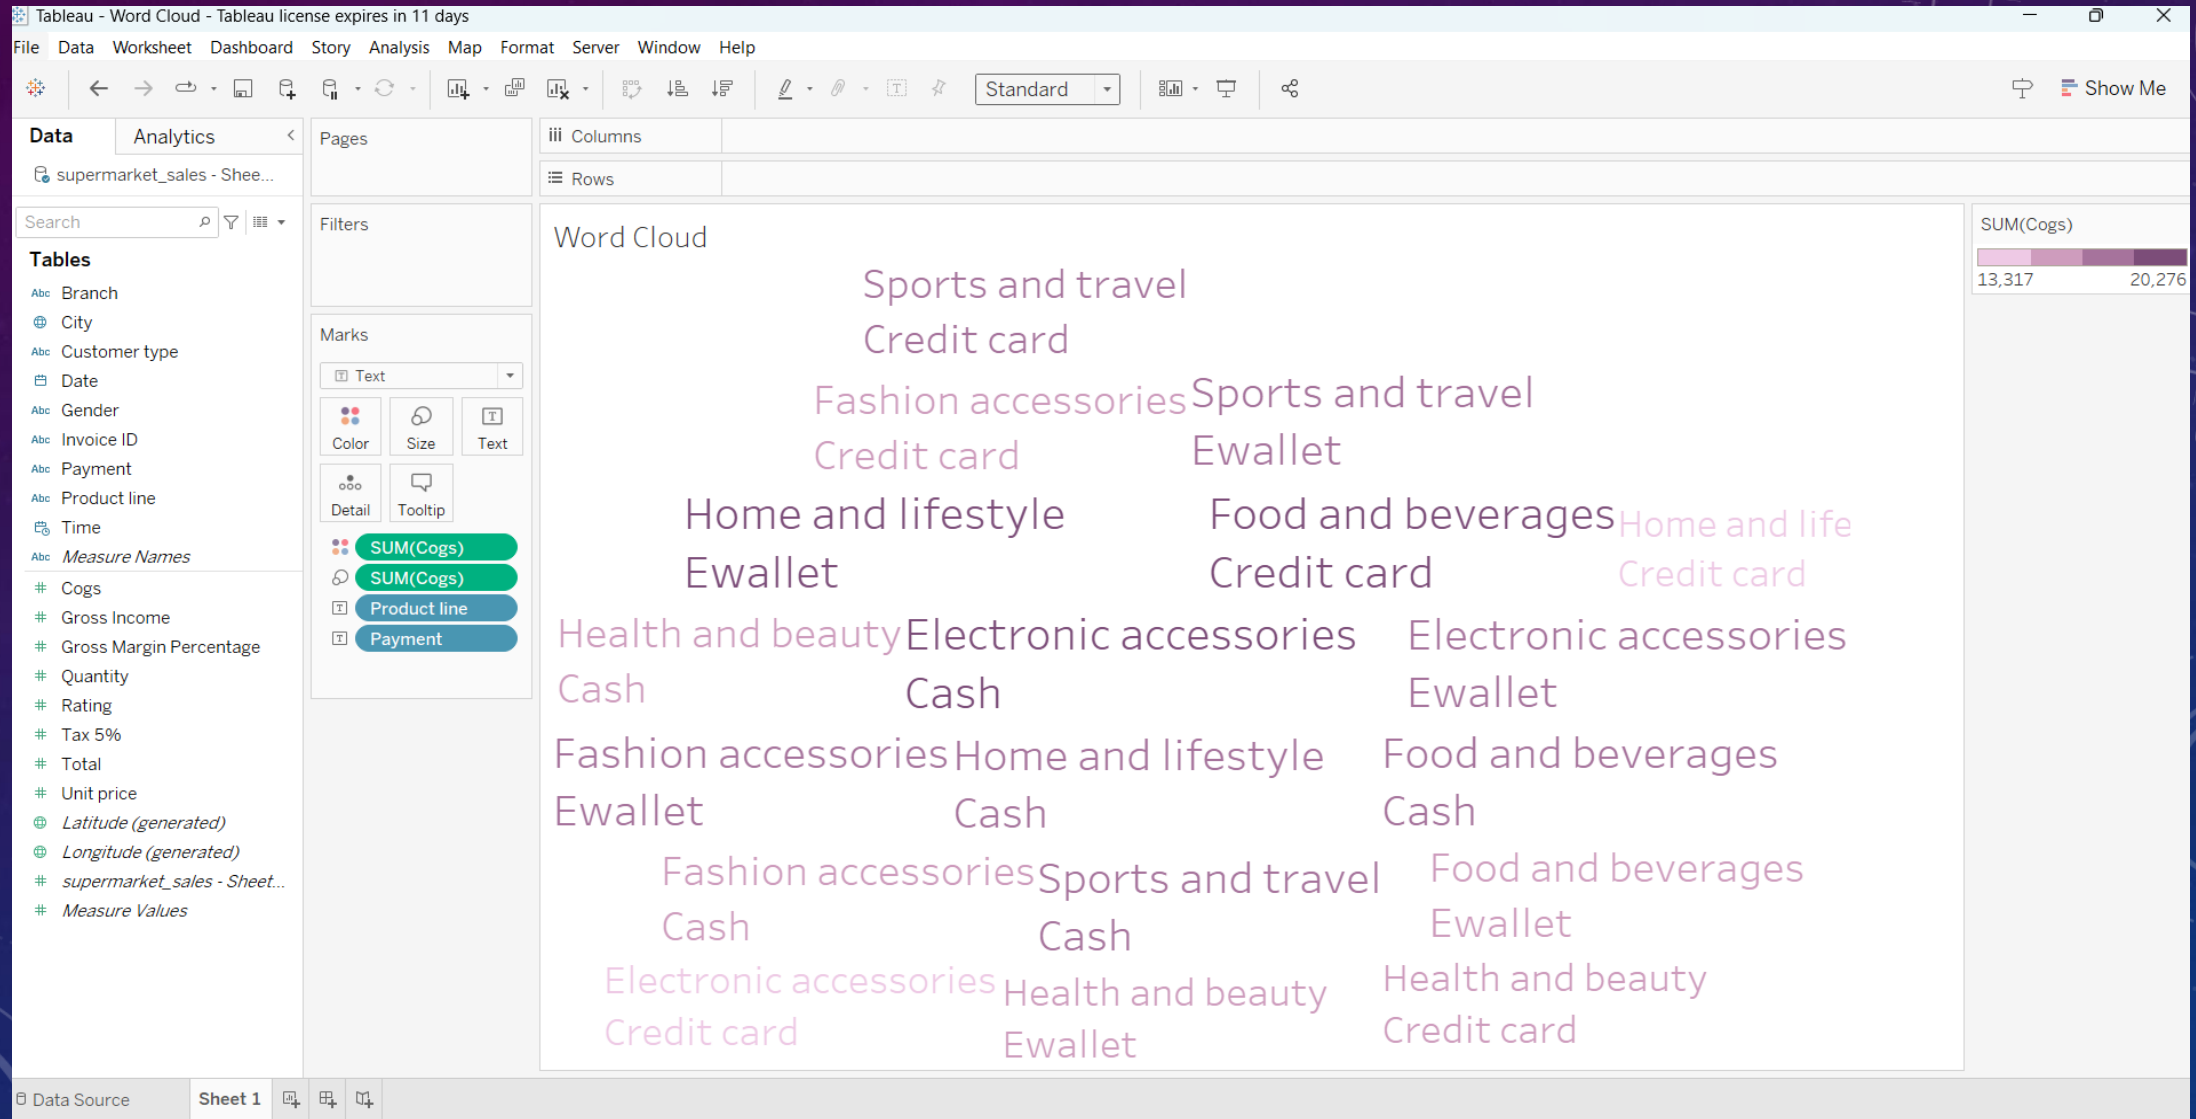 Tableau - Word Cloud - Tableau license expires in 11 days
File Data Worksheet Dashboard Story Analysis Map Format Server Window Help
Standard
Show Me
Data Analytics
supermarket_sales - Shee...
Search
Tables
Abc Branch
City
Abc Customer type
Date
Abc Gender
Abc Invoice ID
Abc Payment
Abc Product line
Time
Abc Measure Names
# Cogs
# Gross Income
# Gross Margin Percentage
# Quantity
# Rating
# Tax 5%
# Total
# Unit price
Latitude (generated)
Longitude (generated)
# supermarket_sales - Sheet...
# Measure Values
Pages
Filters
Marks
Text
Color Size Text
Detail Tooltip
SUM(Cogs)
SUM(Cogs)
Product line
Payment
Columns
Rows
Word Cloud
Sports and travel
Credit card
Fashion accessories
Credit card
Sports and travel
Ewallet
Home and lifestyle
Ewallet
Food and beverages
Credit card
Home and life
Credit card
Health and beauty
Cash
Electronic accessories
Cash
Electronic accessories
Ewallet
Fashion accessories
Ewallet
Home and lifestyle
Cash
Food and beverages
Cash
Fashion accessories
Cash
Sports and travel
Cash
Food and beverages
Ewallet
Electronic accessories
Credit card
Health and beauty
Ewallet
Health and beauty
Credit card
SUM(Cogs)
13,317 20,276
Data Source Sheet 1